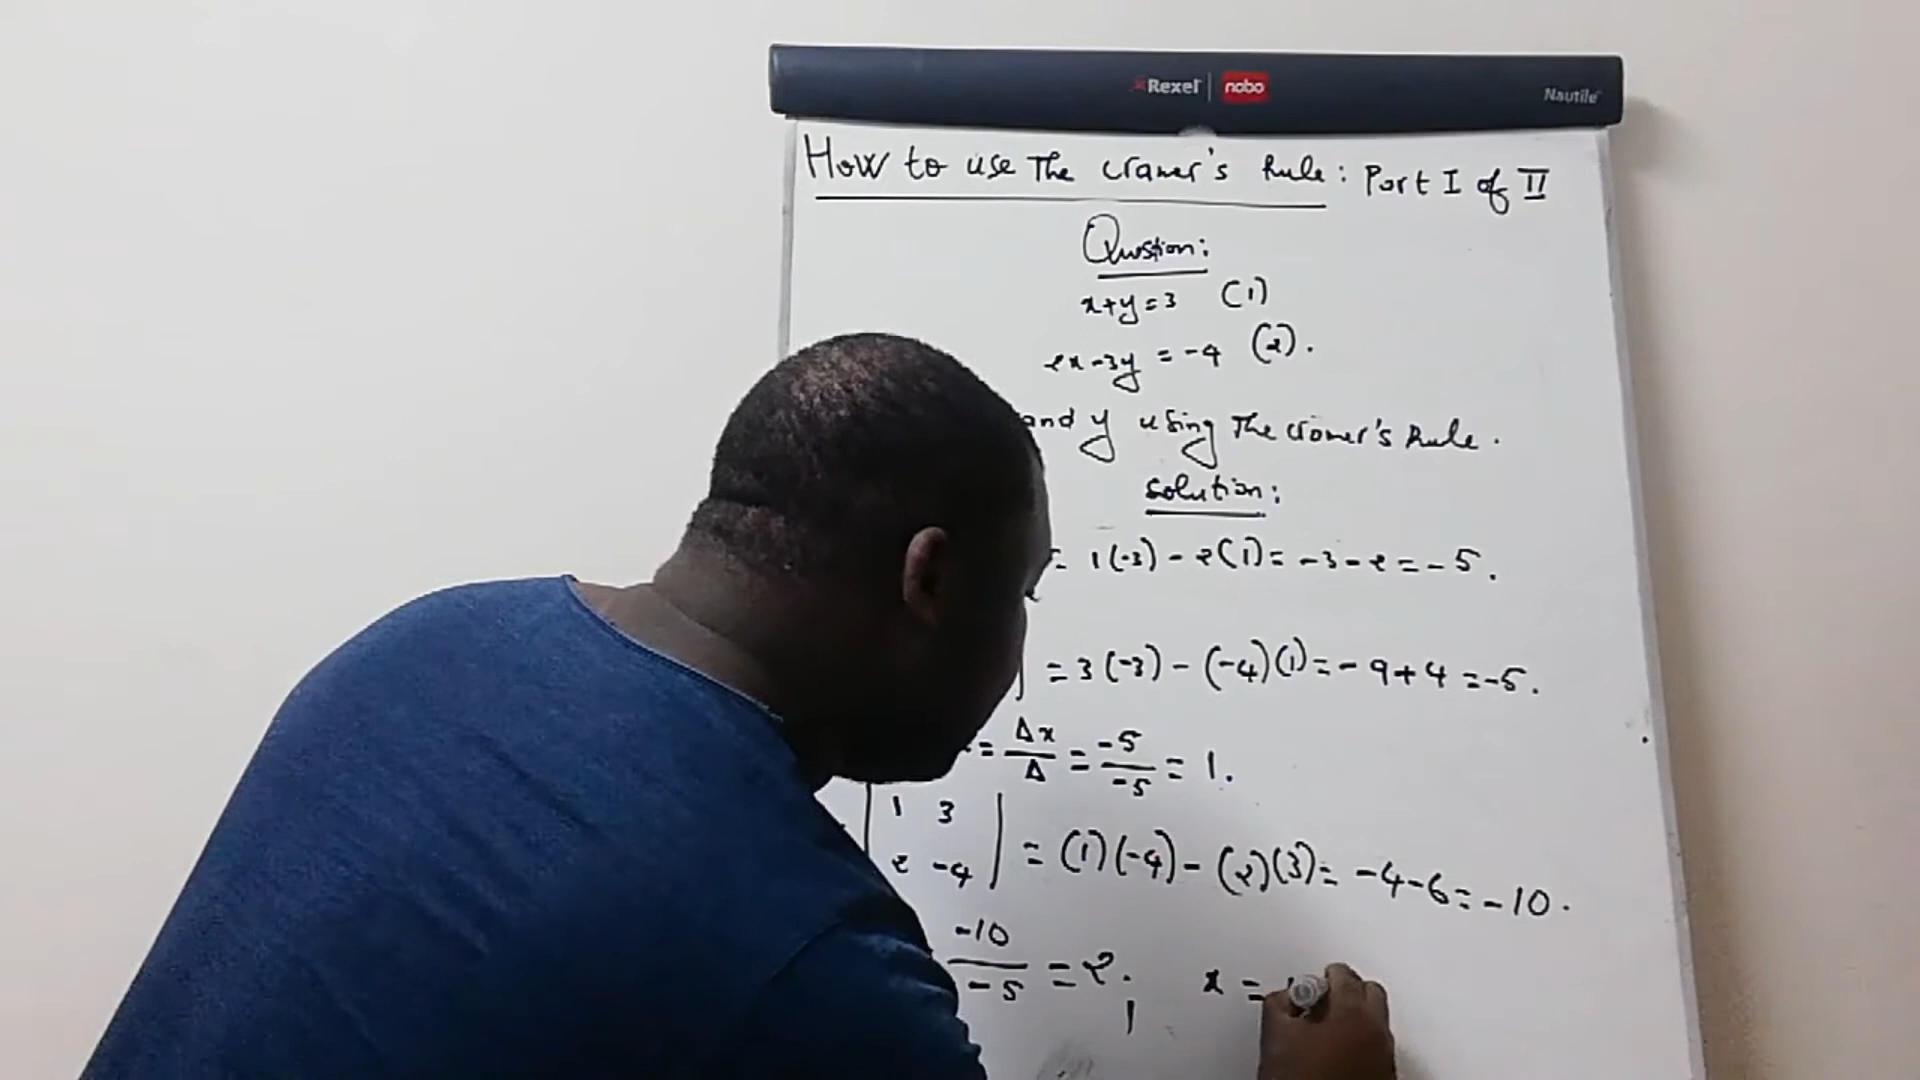 Rexel nobo
Nautile
How to use The Cramer's Rule: Part I of II
Question:
x+y=3 (1)
2x-3y=-4 (2).
and y using The Cramer's Rule.
Solution:
= 1(-3) - 2(1) = -3-2 = -5.
= 3(-3) - (-4)(1) = -9+4 = -5.
= Δx/Δ = -5/-5 = 1.
| 1 3 |
| 2 -4 | = (1)(-4) - (2)(3) = -4-6 = -10.
-10/-5 = 2. x =